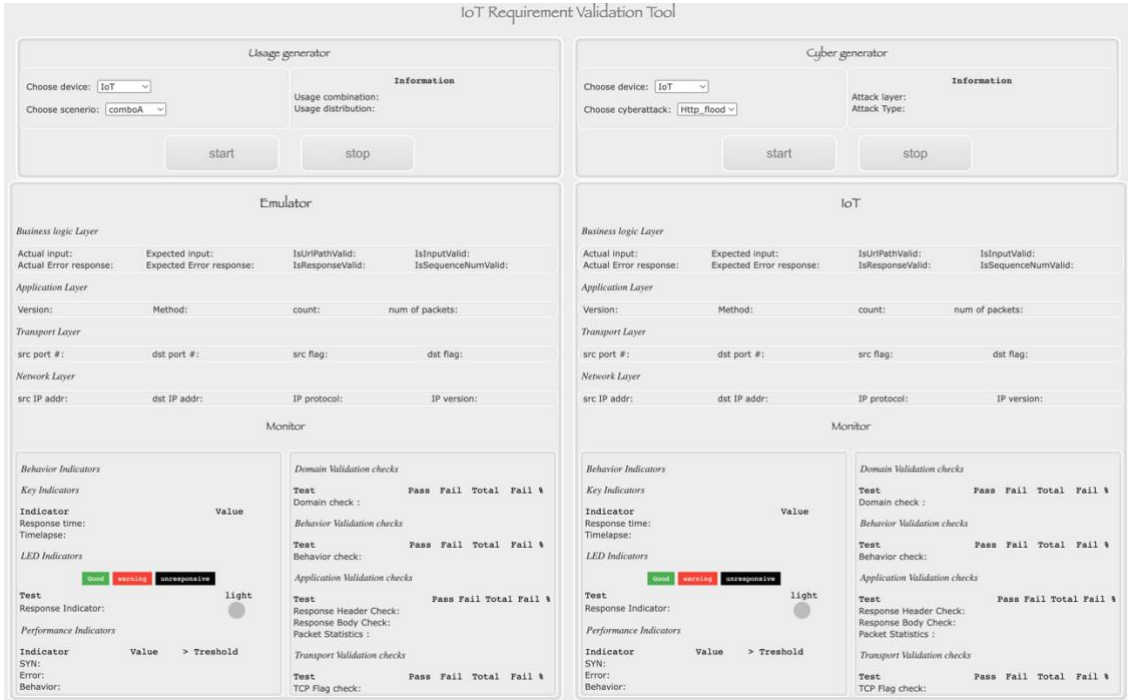 IoT Requirement Validation Tool
Usage generator
Choose device: IoT
Choose scenerio: comboA
Information
Usage combination:
Usage distribution:
start stop
Cyber generator
Choose device: IoT
Choose cyberattack: Http_flood
Information
Attack layer:
Attack Type:
start stop
Emulator
Business logic Layer
Actual input: Expected input: IsUrlPathValid: IsInputValid:
Actual Error response: Expected Error response: IsResponseValid: IsSequenceNumValid:
Application Layer
Version: Method: count: num of packets:
Transport Layer
src port #: dst port #: src flag: dst flag:
Network Layer
src IP addr: dst IP addr: IP protocol: IP version:
Monitor
Behavior Indicators
Key Indicators
Indicator Value
Response time:
Timelapse:
LED Indicators
Good warning unresponsive
Test light
Response Indicator:
Performance Indicators
Indicator Value > Treshold
SYN:
Error:
Behavior:
Domain Validation checks
Test Pass Fail Total Fail %
Domain check :
Behavior Validation checks
Test Pass Fail Total Fail %
Behavior check:
Application Validation checks
Test Pass Fail Total Fail %
Response Header Check:
Response Body Check:
Packet Statistics :
Transport Validation checks
Test Pass Fail Total Fail %
TCP Flag check:
IoT
Business logic Layer
Actual input: Expected input: IsUrlPathValid: IsInputValid:
Actual Error response: Expected Error response: IsResponseValid: IsSequenceNumValid:
Application Layer
Version: Method: count: num of packets:
Transport Layer
src port #: dst port #: src flag: dst flag:
Network Layer
src IP addr: dst IP addr: IP protocol: IP version:
Monitor
Behavior Indicators
Key Indicators
Indicator Value
Response time:
Timelapse:
LED Indicators
Good warning unresponsive
Test light
Response Indicator:
Performance Indicators
Indicator Value > Treshold
SYN:
Error:
Behavior:
Domain Validation checks
Test Pass Fail Total Fail %
Domain check :
Behavior Validation checks
Test Pass Fail Total Fail %
Behavior check:
Application Validation checks
Test Pass Fail Total Fail %
Response Header Check:
Response Body Check:
Packet Statistics :
Transport Validation checks
Test Pass Fail Total Fail %
TCP Flag check: